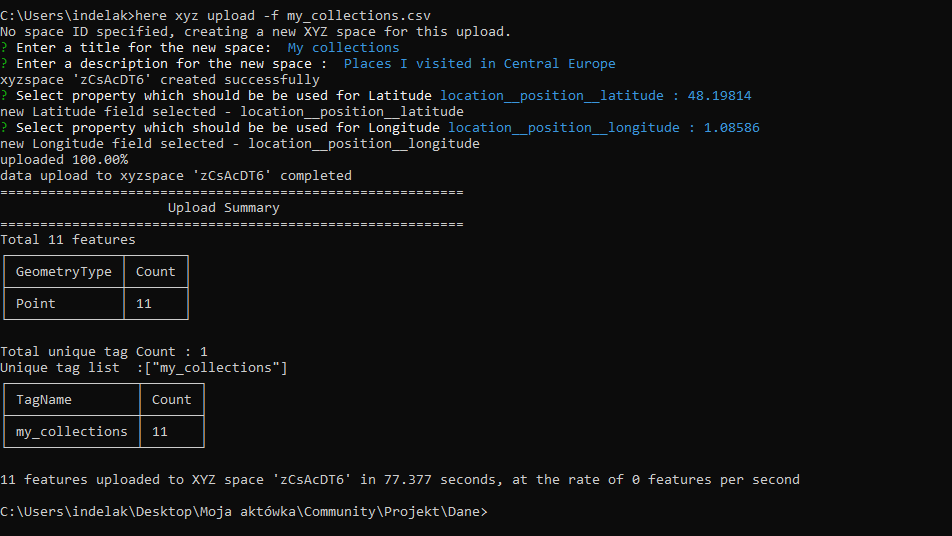 C:\Users\indelak>here xyz upload -f my_collections.csv
No space ID specified, creating a new XYZ space for this upload.
? Enter a title for the new space:  My collections
? Enter a description for the new space :  Places I visited in Central Europe
xyzspace 'zCsAcDT6' created successfully
? Select property which should be be used for Latitude location__position__latitude : 48.19814
new Latitude field selected - location__position__latitude
? Select property which should be be used for Longitude location__position__longitude : 1.08586
new Longitude field selected - location__position__longitude
uploaded 100.00%
data upload to xyzspace 'zCsAcDT6' completed
==========================================================
Upload Summary
==========================================================
Total 11 features
GeometryType Count
Point 11
Total unique tag Count : 1
Unique tag list  :["my_collections"]
TagName Count
my_collections 11
11 features uploaded to XYZ space 'zCsAcDT6' in 77.377 seconds, at the rate of 0 features per second
C:\Users\indelak\Desktop\Moja aktówka\Community\Projekt\Dane>